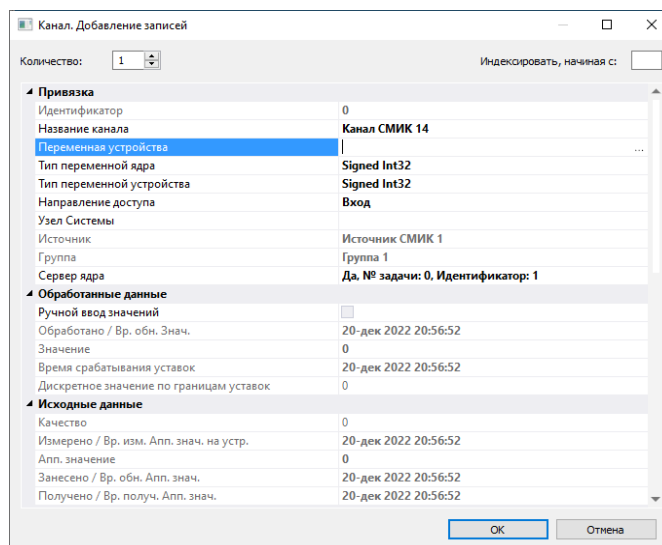 Канал. Добавление записей
Количество: 1 Индексировать, начиная с:
Привязка
Идентификатор 0
Название канала Канал СМИК 14
Переменная устройства ...
Тип переменной ядра Signed Int32
Тип переменной устройства Signed Int32
Направление доступа Вход
Узел Системы
Источник Источник СМИК 1
Группа Группа 1
Сервер ядра Да, № задачи: 0, Идентификатор: 1
Обработанные данные
Ручной ввод значений
Обработано / Вр. обн. Знач. 20-дек 2022 20:56:52
Значение 0
Время срабатывания уставок 20-дек 2022 20:56:52
Дискретное значение по границам уставок 0
Исходные данные
Качество 0
Измерено / Вр. изм. Апп. знач. на устр. 20-дек 2022 20:56:52
Апп. значение 0
Занесено / Вр. обн. Апп. знач. 20-дек 2022 20:56:52
Получено / Вр. получ. Апп. знач. 20-дек 2022 20:56:52
ОК Отмена